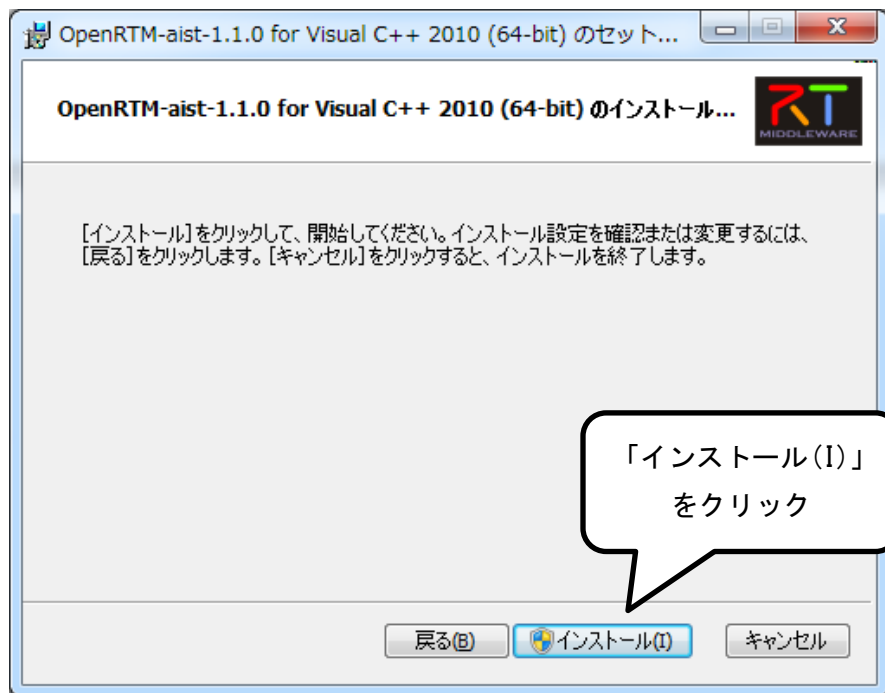 OpenRTM-aist-1.1.0 for Visual C++ 2010 (64-bit) のセット...
OpenRTM-aist-1.1.0 for Visual C++ 2010 (64-bit) のインストール...
RT
MIDDLEWARE
[インストール]をクリックして、開始してください。インストール設定を確認または変更するには、
[戻る]をクリックします。[キャンセル]をクリックすると、インストールを終了します。
「インストール(I)」
をクリック
戻る(B) インストール(I) キャンセル